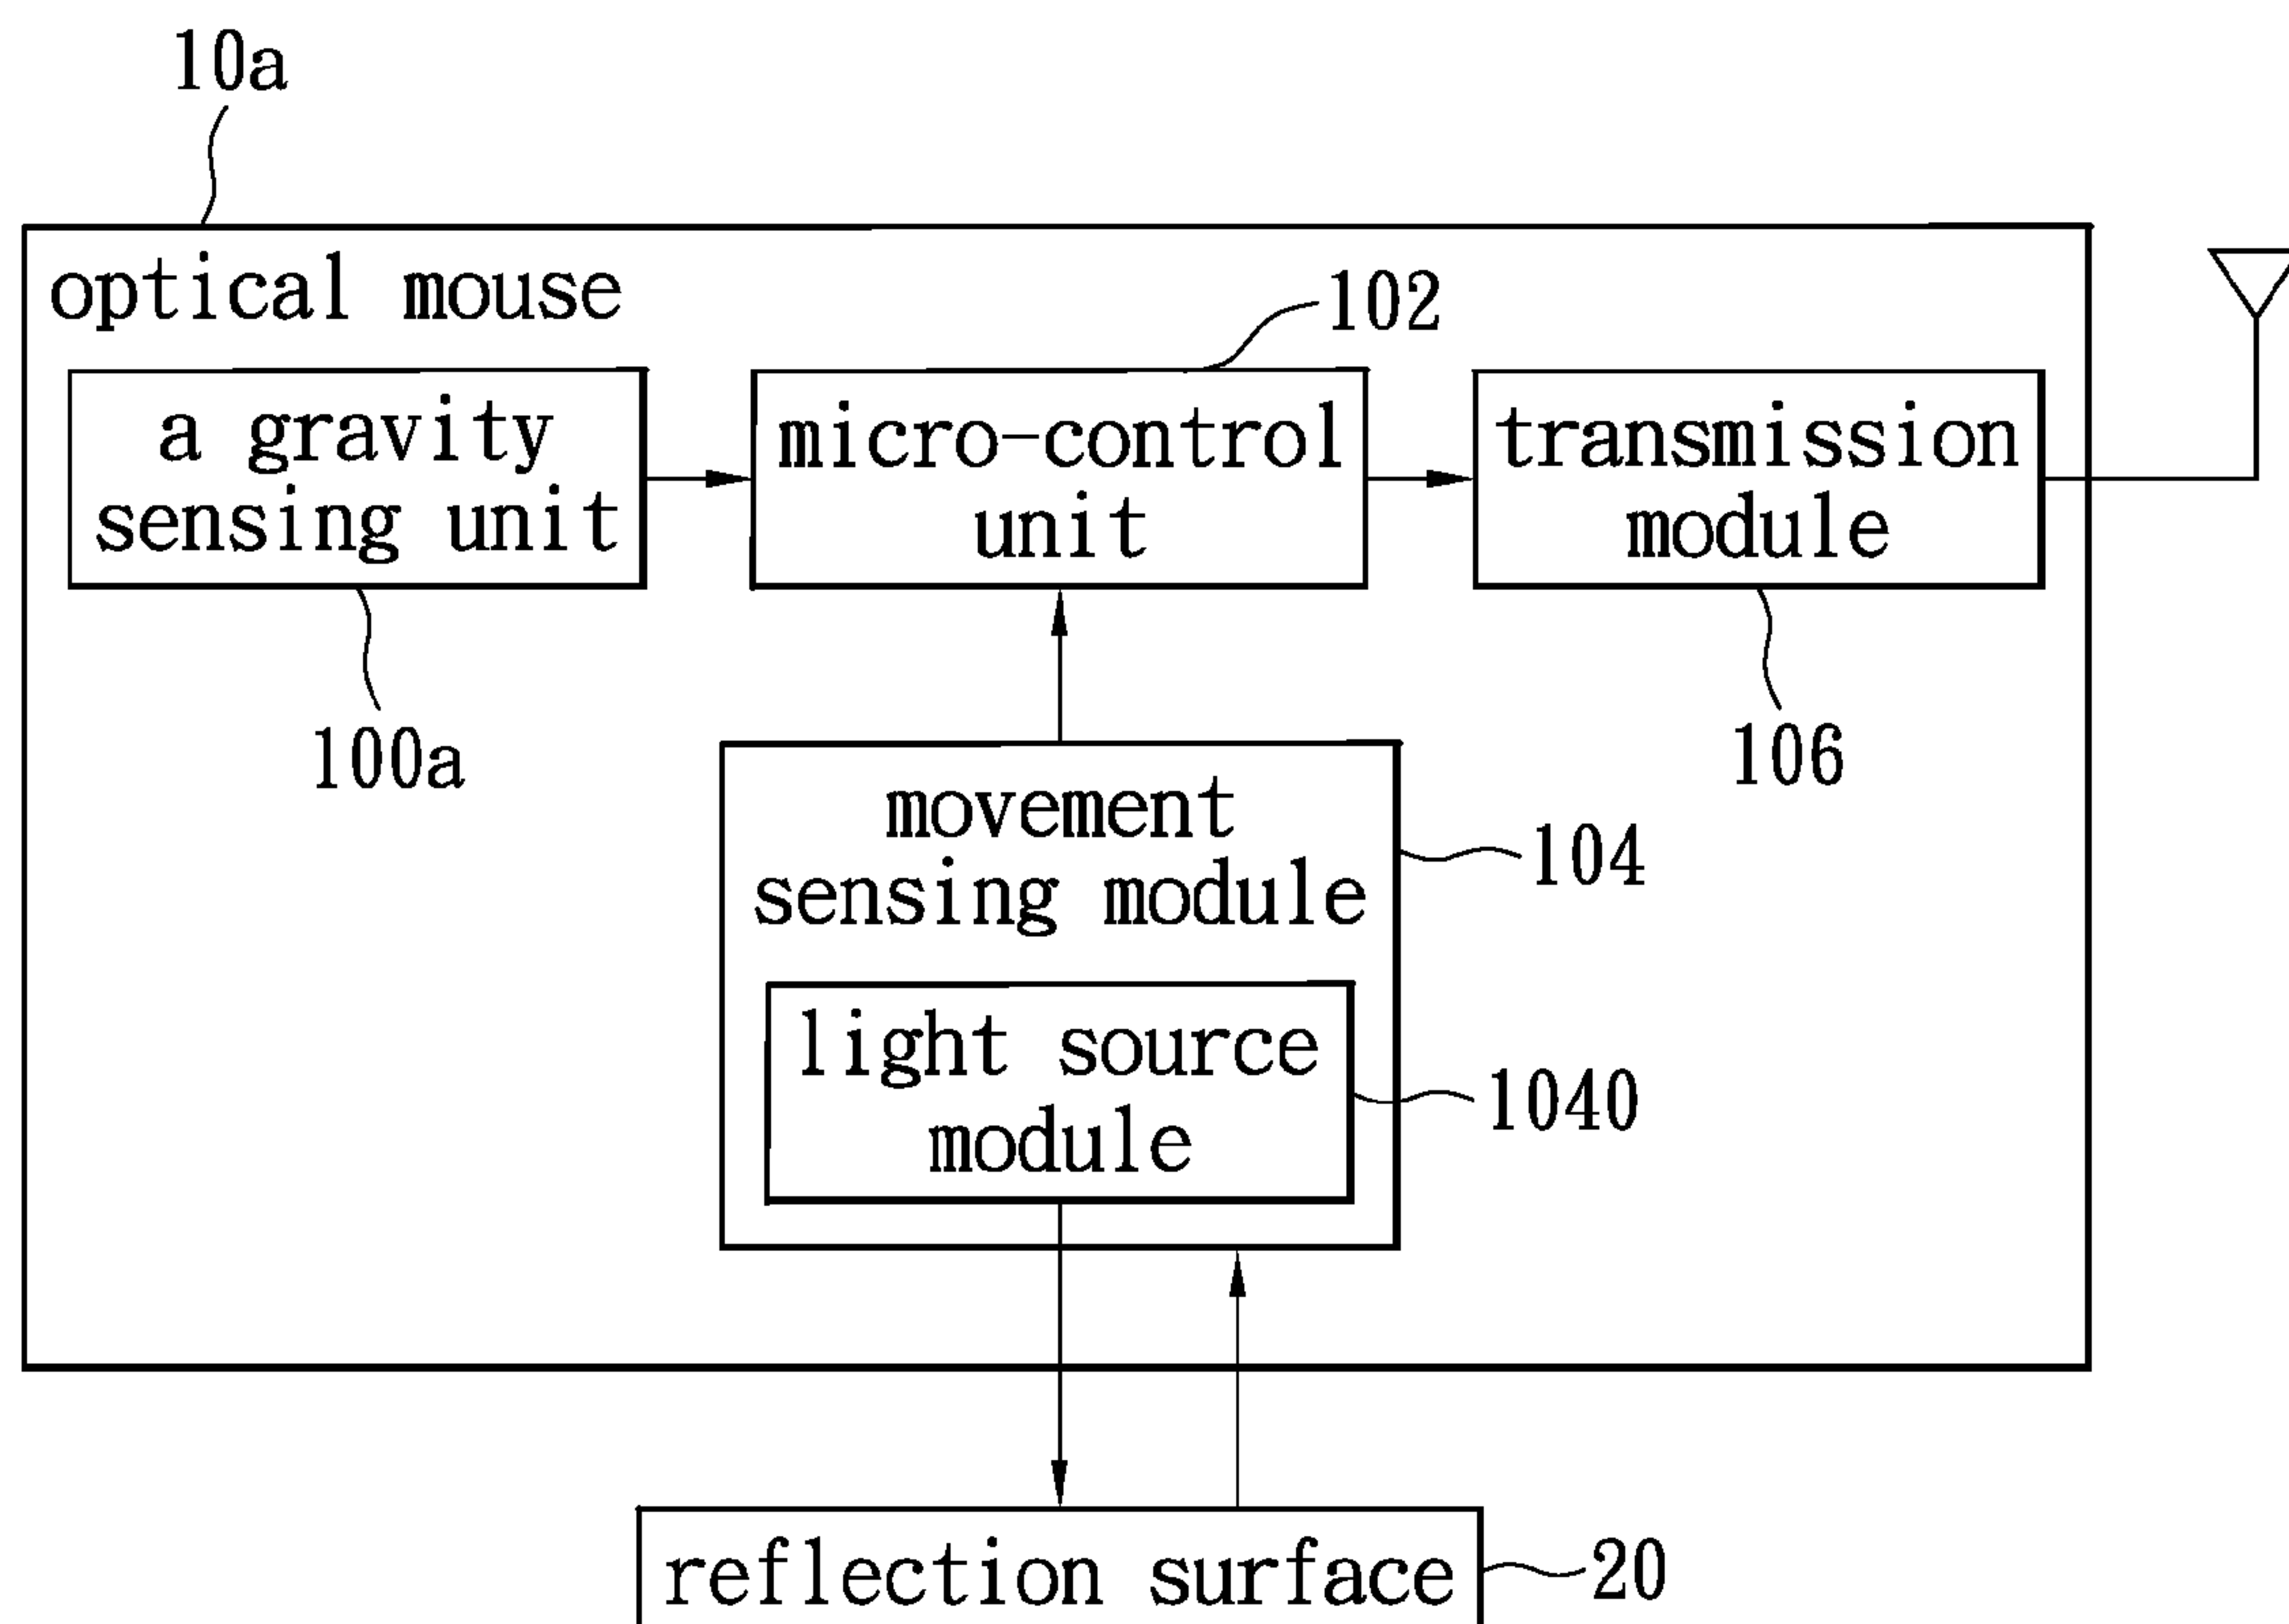 10a
optical mouse
102
a gravity
sensing unit
micro-control
unit
transmission
module
100a
106
movement
sensing module
104
light source
module
1040
reflection surface
20